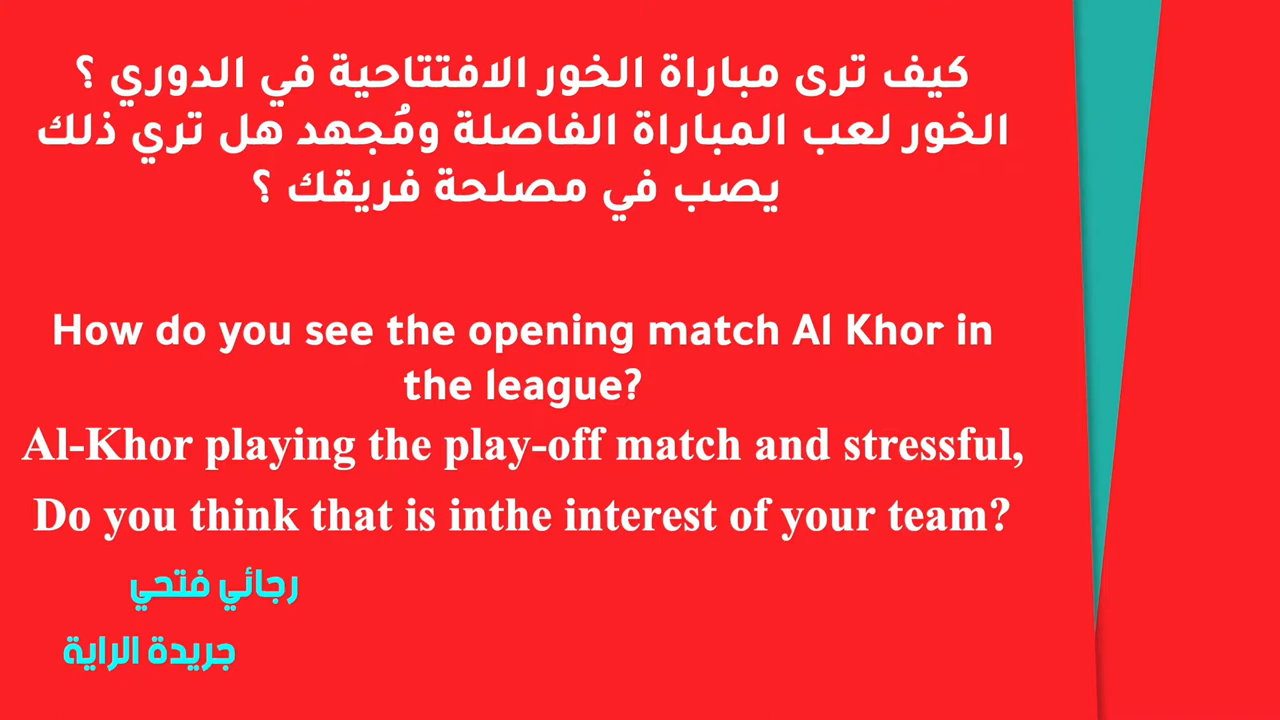 كيف ترى مباراة الخور الافتتاحية في الدوري ؟
الخور لعب المباراة الفاصلة ومُجهد هل تري ذلك
يصب في مصلحة فريقك ؟
How do you see the opening match Al Khor in
the league?
Al-Khor playing the play-off match and stressful,
Do you think that is inthe interest of your team?
رجائي فتحي
جريدة الراية